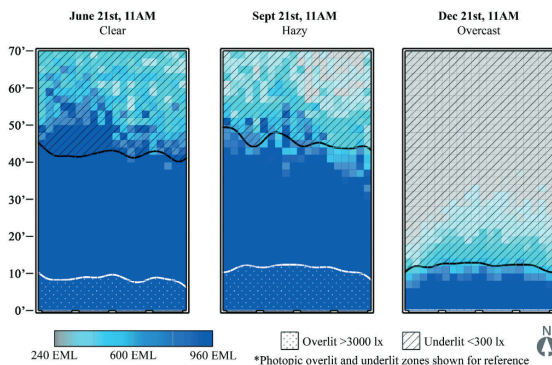 June 21st, 11AM
Clear
Sept 21st, 11AM
Hazy
Dec 21st, 11AM
Overcast
70'
60'
50'
40'
30'
20'
10'
0'
240 EML
600 EML
960 EML
Overlit >3000 lx
Underlit <300 lx
*Photopic overlit and underlit zones shown for reference
N